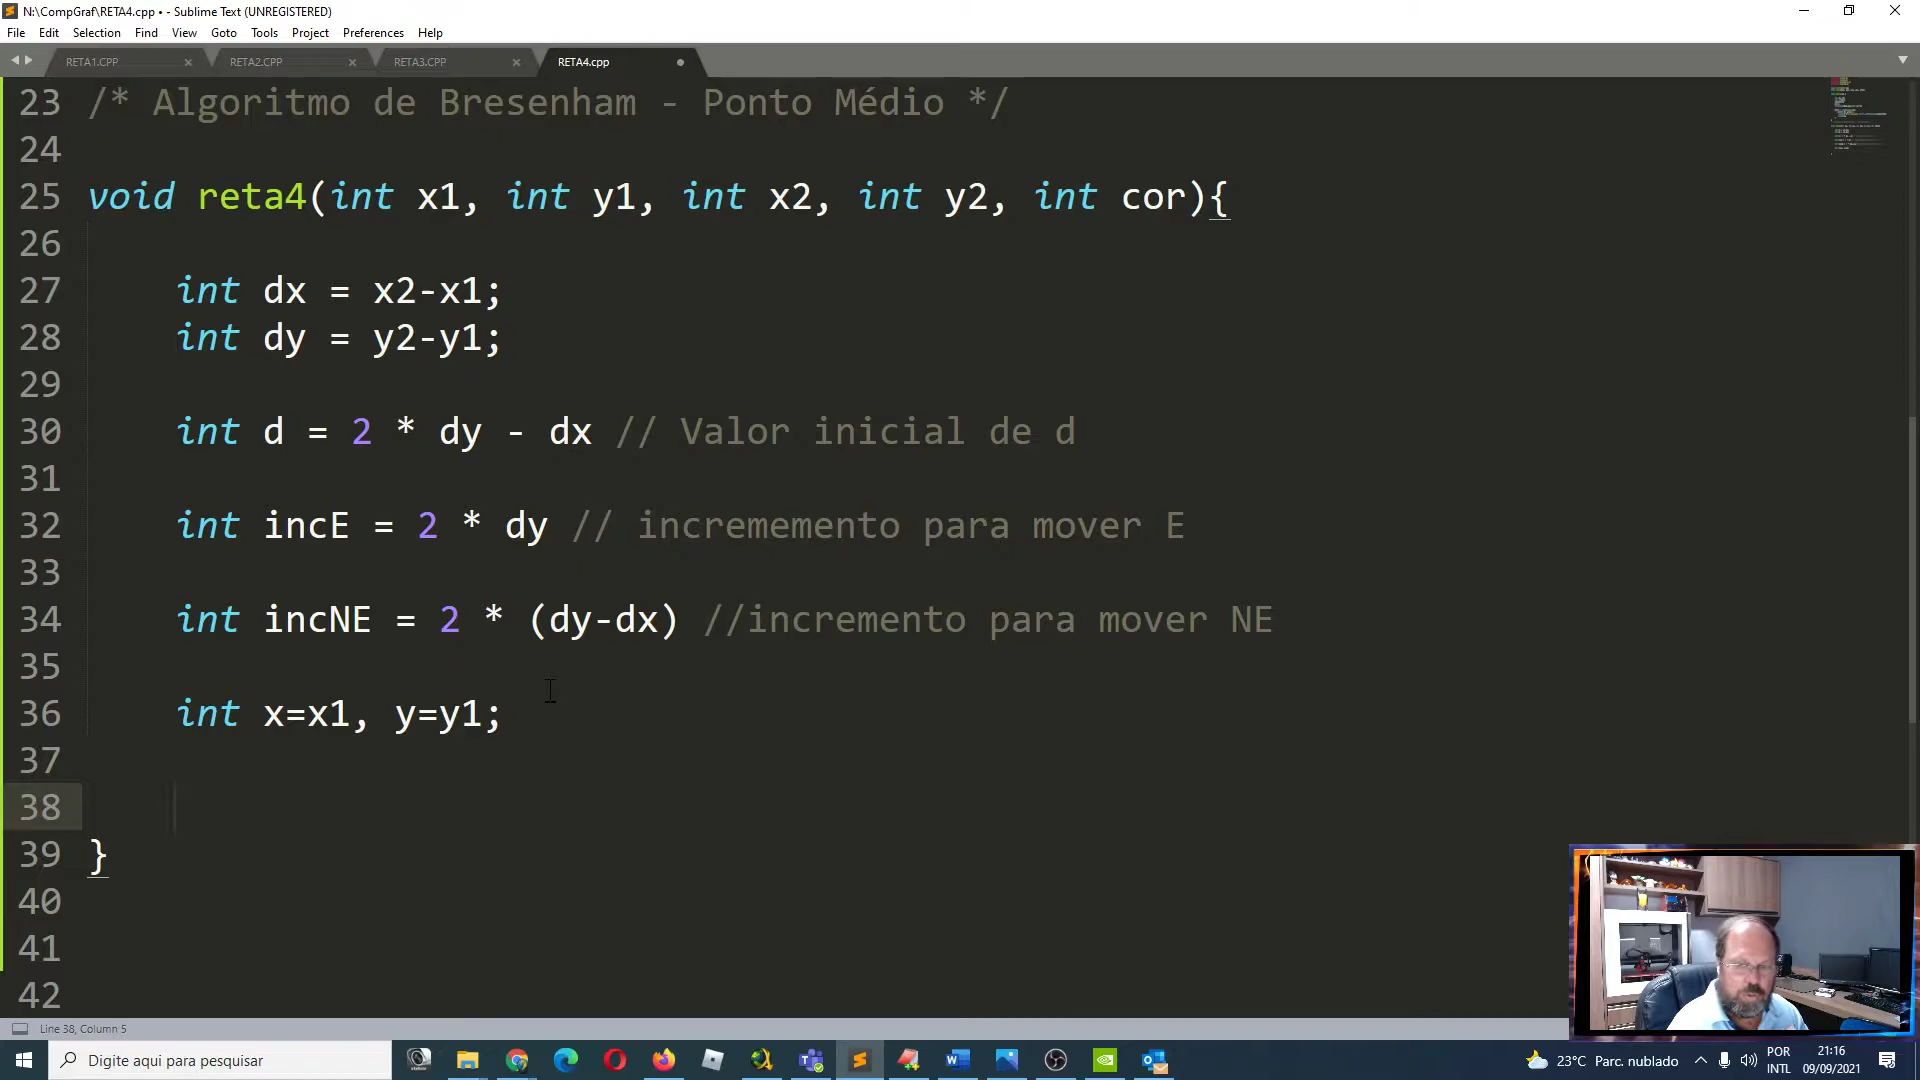 N:\CompGraf\RETA4.cpp • - Sublime Text (UNREGISTERED)
File Edit Selection Find View Goto Tools Project Preferences Help
RETA1.CPP RETA2.CPP RETA3.CPP RETA4.cpp
23 /* Algoritmo de Bresenham - Ponto Médio */
24
25 void reta4(int x1, int y1, int x2, int y2, int cor){
26
27 int dx = x2-x1;
28 int dy = y2-y1;
29
30 int d = 2 * dy - dx // Valor inicial de d
31
32 int incE = 2 * dy // incrememento para mover E
33
34 int incNE = 2 * (dy-dx) //incremento para mover NE
35
36 int x=x1, y=y1;
37
38
39 }
40
41
42
Line 38, Column 5
Digite aqui para pesquisar
23°C Parc. nublado
POR
INTL
21:16
09/09/2021